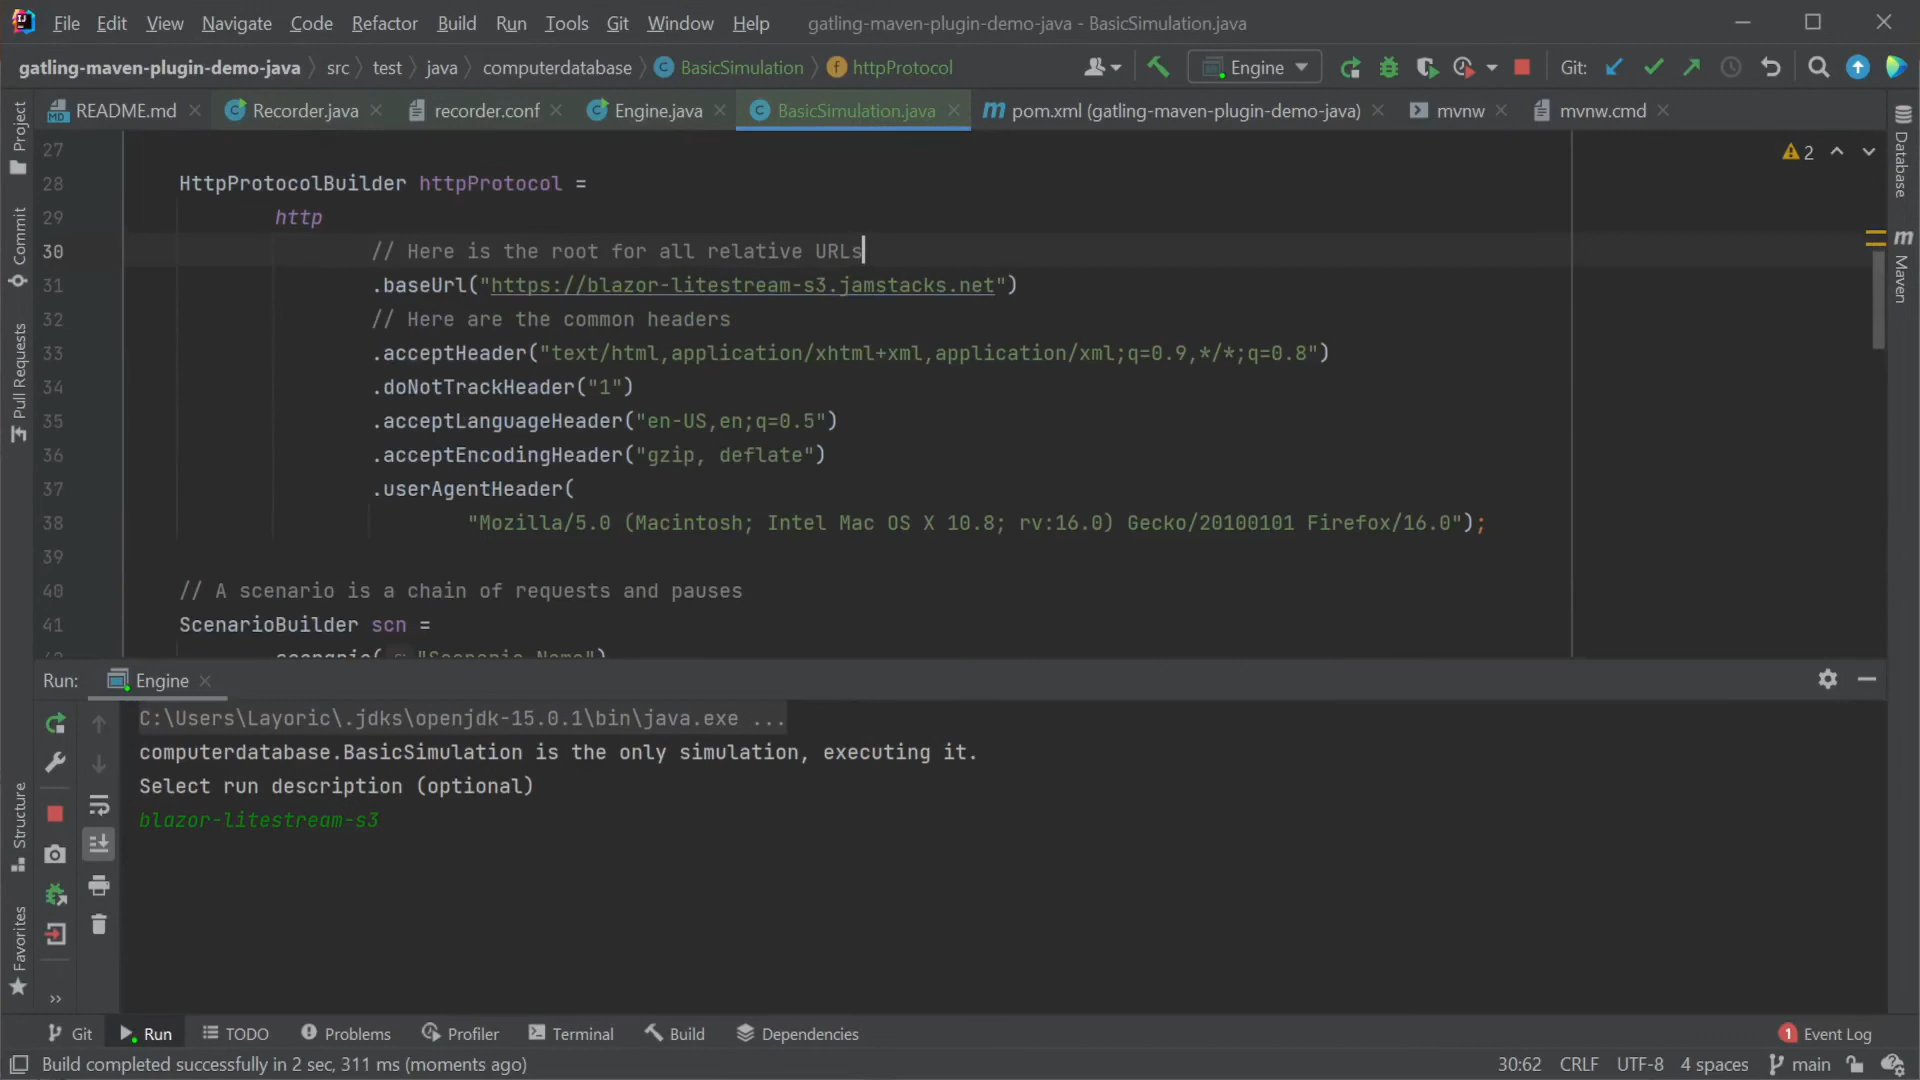 File Edit View Navigate Code Refactor Build Run Tools Git Window Help gatling-maven-plugin-demo-java - BasicSimulation.java
gatling-maven-plugin-demo-java src test java computerdatabase BasicSimulation httpProtocol Engine Git:
README.md Recorder.java recorder.conf Engine.java BasicSimulation.java pom.xml (gatling-maven-plugin-demo-java) mvnw mvnw.cmd
Project
Commit
Pull Requests
Structure
Favorites
Database
Maven
2
27
28 HttpProtocolBuilder httpProtocol =
29 http
30 // Here is the root for all relative URLs
31 .baseUrl("https://blazor-litestream-s3.jamstacks.net")
32 // Here are the common headers
33 .acceptHeader("text/html,application/xhtml+xml,application/xml;q=0.9,*/*;q=0.8")
34 .doNotTrackHeader("1")
35 .acceptLanguageHeader("en-US,en;q=0.5")
36 .acceptEncodingHeader("gzip, deflate")
37 .userAgentHeader(
38 "Mozilla/5.0 (Macintosh; Intel Mac OS X 10.8; rv:16.0) Gecko/20100101 Firefox/16.0");
39
40 // A scenario is a chain of requests and pauses
41 ScenarioBuilder scn =
Run: Engine
C:\Users\Layoric\.jdks\openjdk-15.0.1\bin\java.exe ...
computerdatabase.BasicSimulation is the only simulation, executing it.
Select run description (optional)
blazor-litestream-s3
Git Run TODO Problems Profiler Terminal Build Dependencies 1 Event Log
Build completed successfully in 2 sec, 311 ms (moments ago) 30:62 CRLF UTF-8 4 spaces main